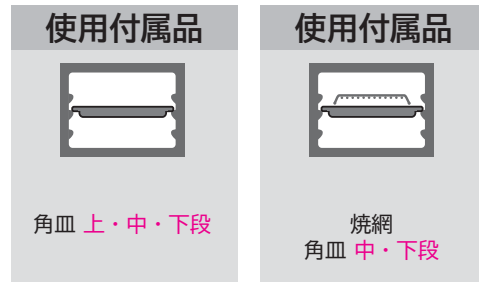 使用付属品
角皿 上・中・下段
使用付属品
焼網
角皿 中・下段